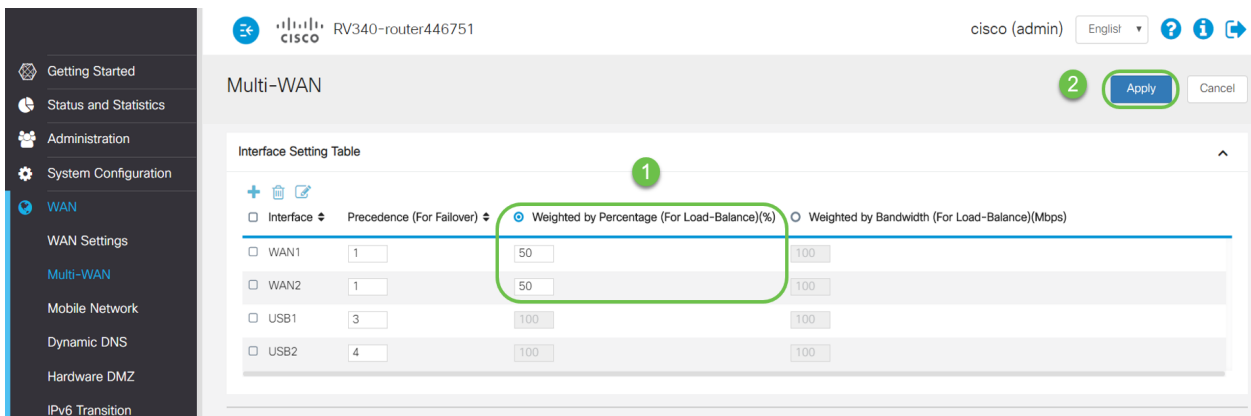 CISCO RV340-router446751 cisco (admin) English
Getting Started
Status and Statistics
Administration
System Configuration
WAN
WAN Settings
Multi-WAN
Mobile Network
Dynamic DNS
Hardware DMZ
IPv6 Transition
Multi-WAN 2 Apply Cancel
Interface Setting Table
1
Interface Precedence (For Failover) Weighted by Percentage (For Load-Balance)(%) Weighted by Bandwidth (For Load-Balance)(Mbps)
WAN1 1 50 100
WAN2 1 50 100
USB1 3 100 100
USB2 4 100 100